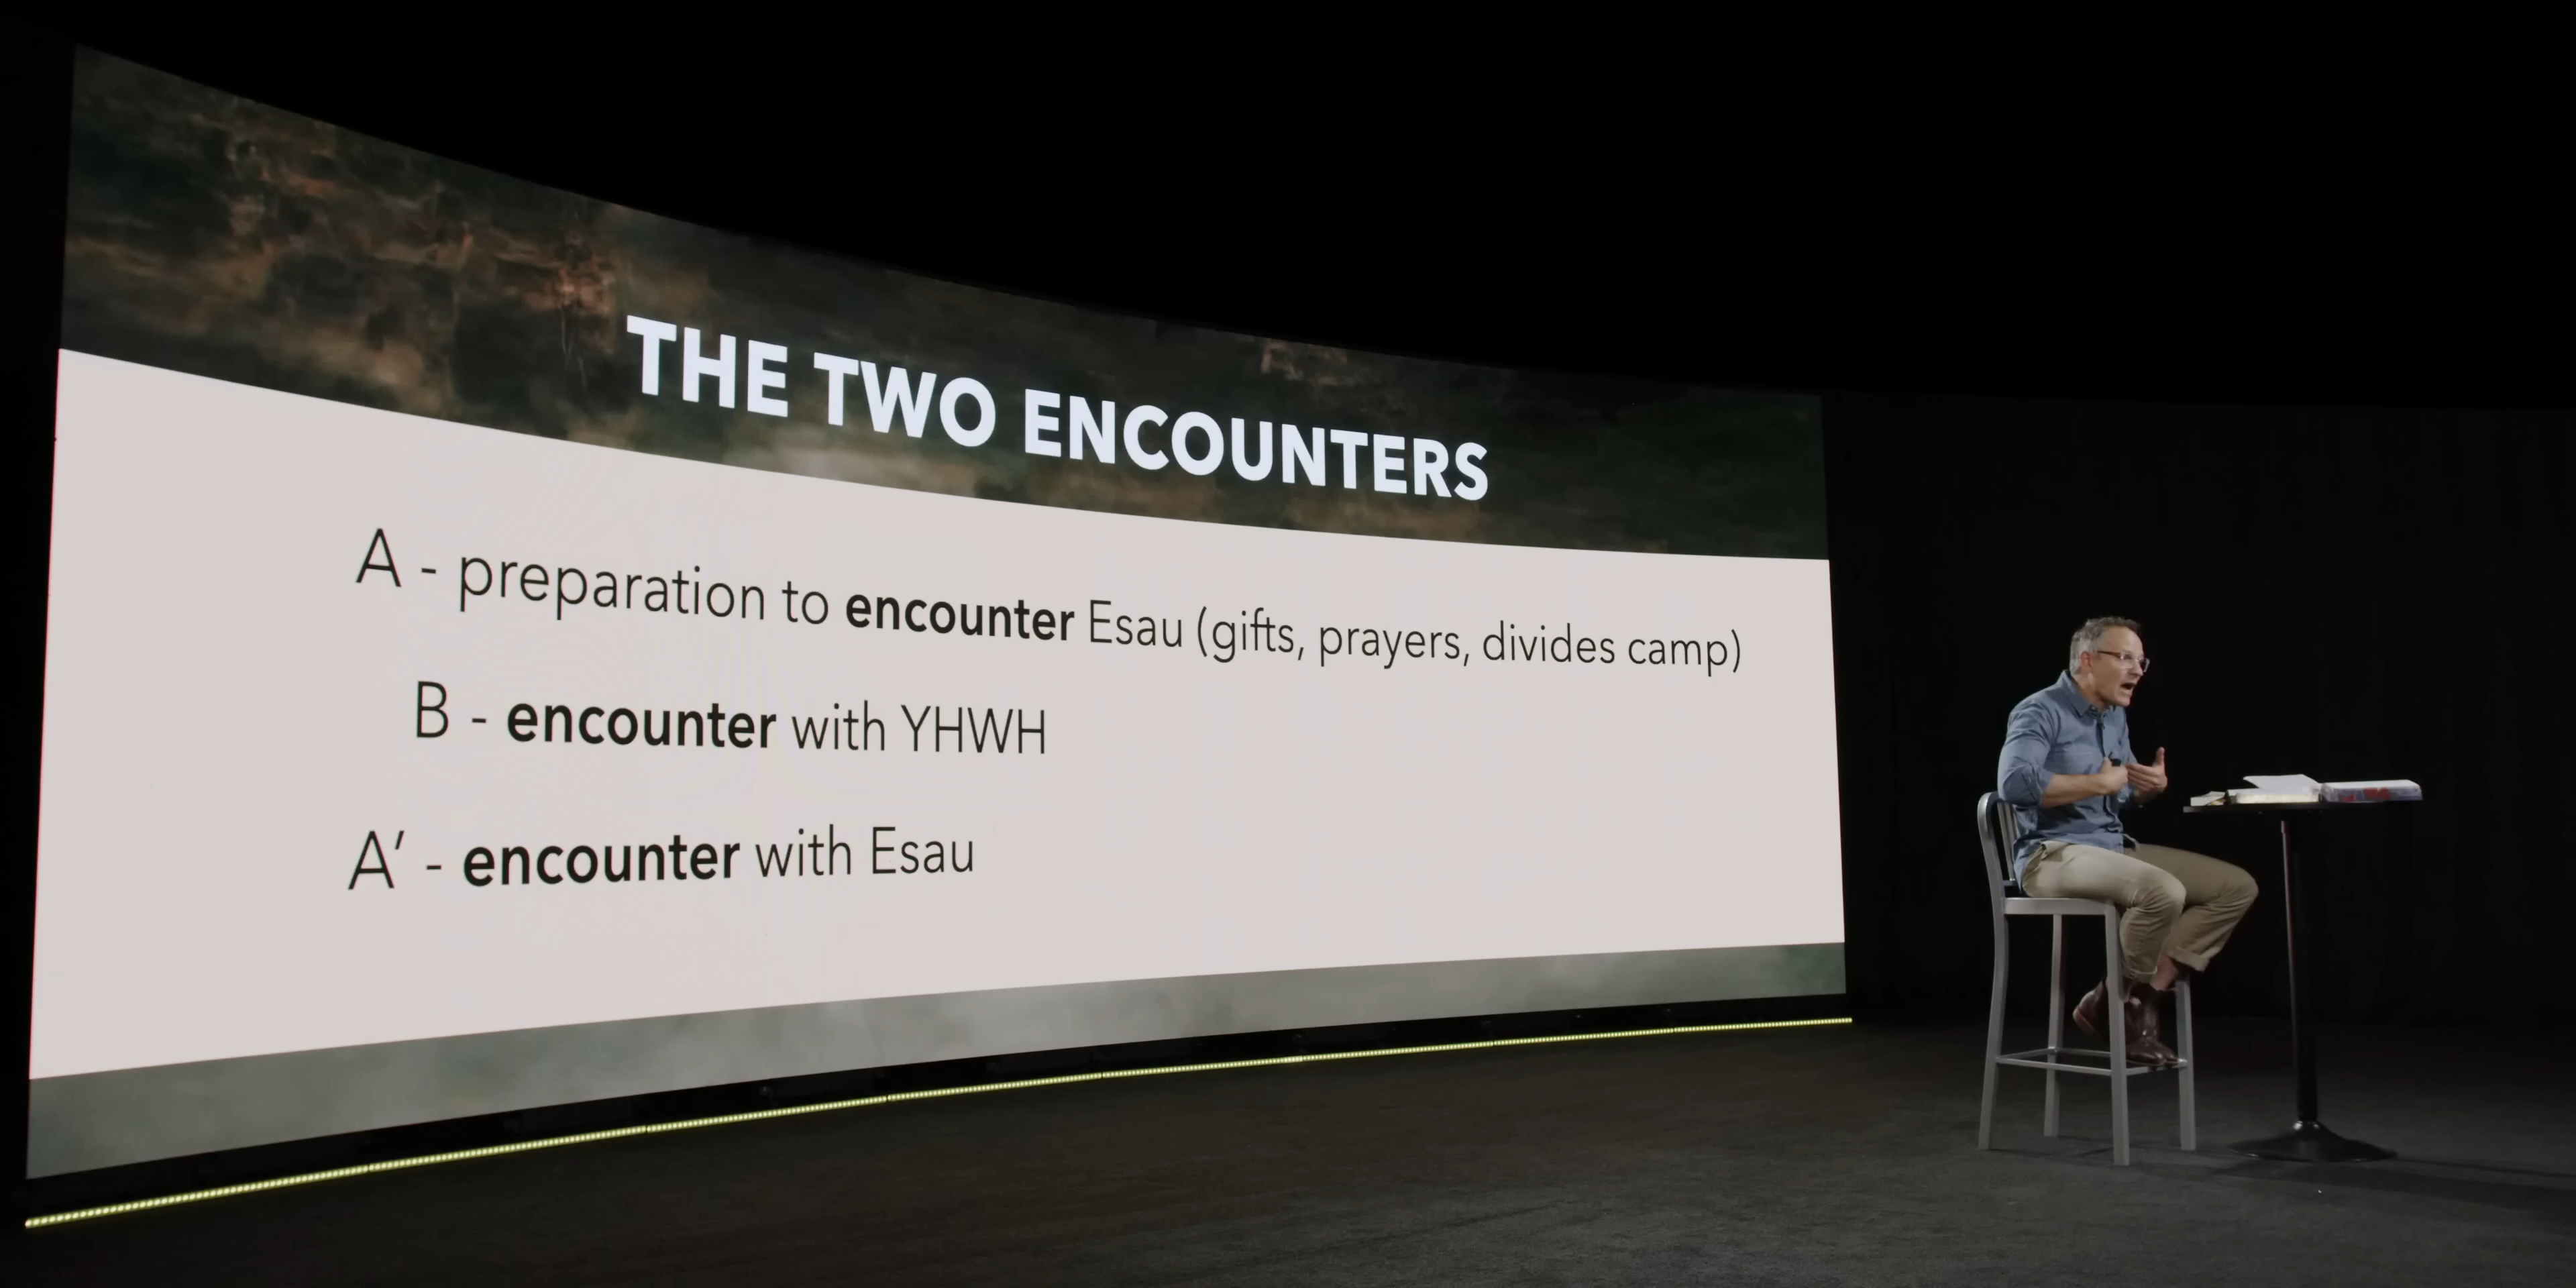 THE TWO ENCOUNTERS
A - preparation to encounter Esau (gifts, prayers, divides camp)
B - encounter with YHWH
A′ - encounter with Esau